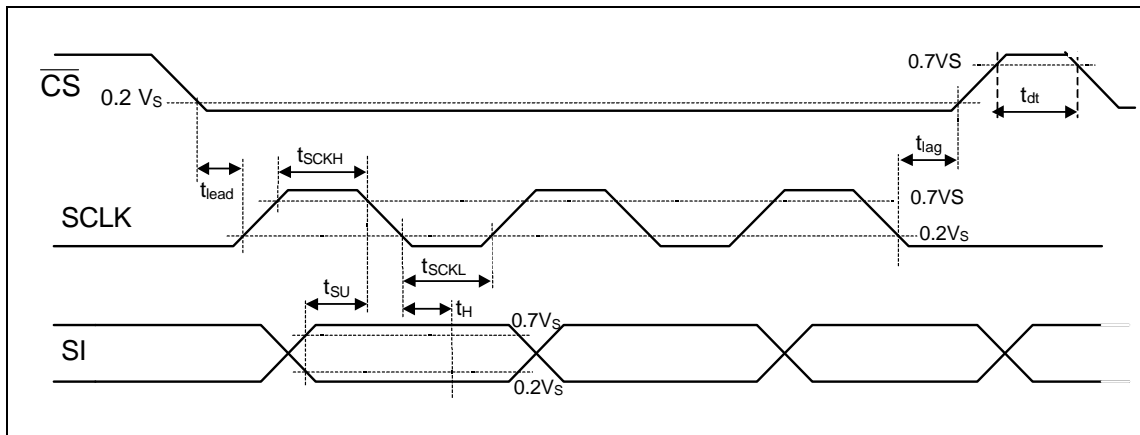 0.7VS
CS
0.2 VS
tdt
tSCKH
tlag
tlead
0.7VS
SCLK
0.2VS
tSCKL
tSU
tH
0.7VS
SI
0.2VS